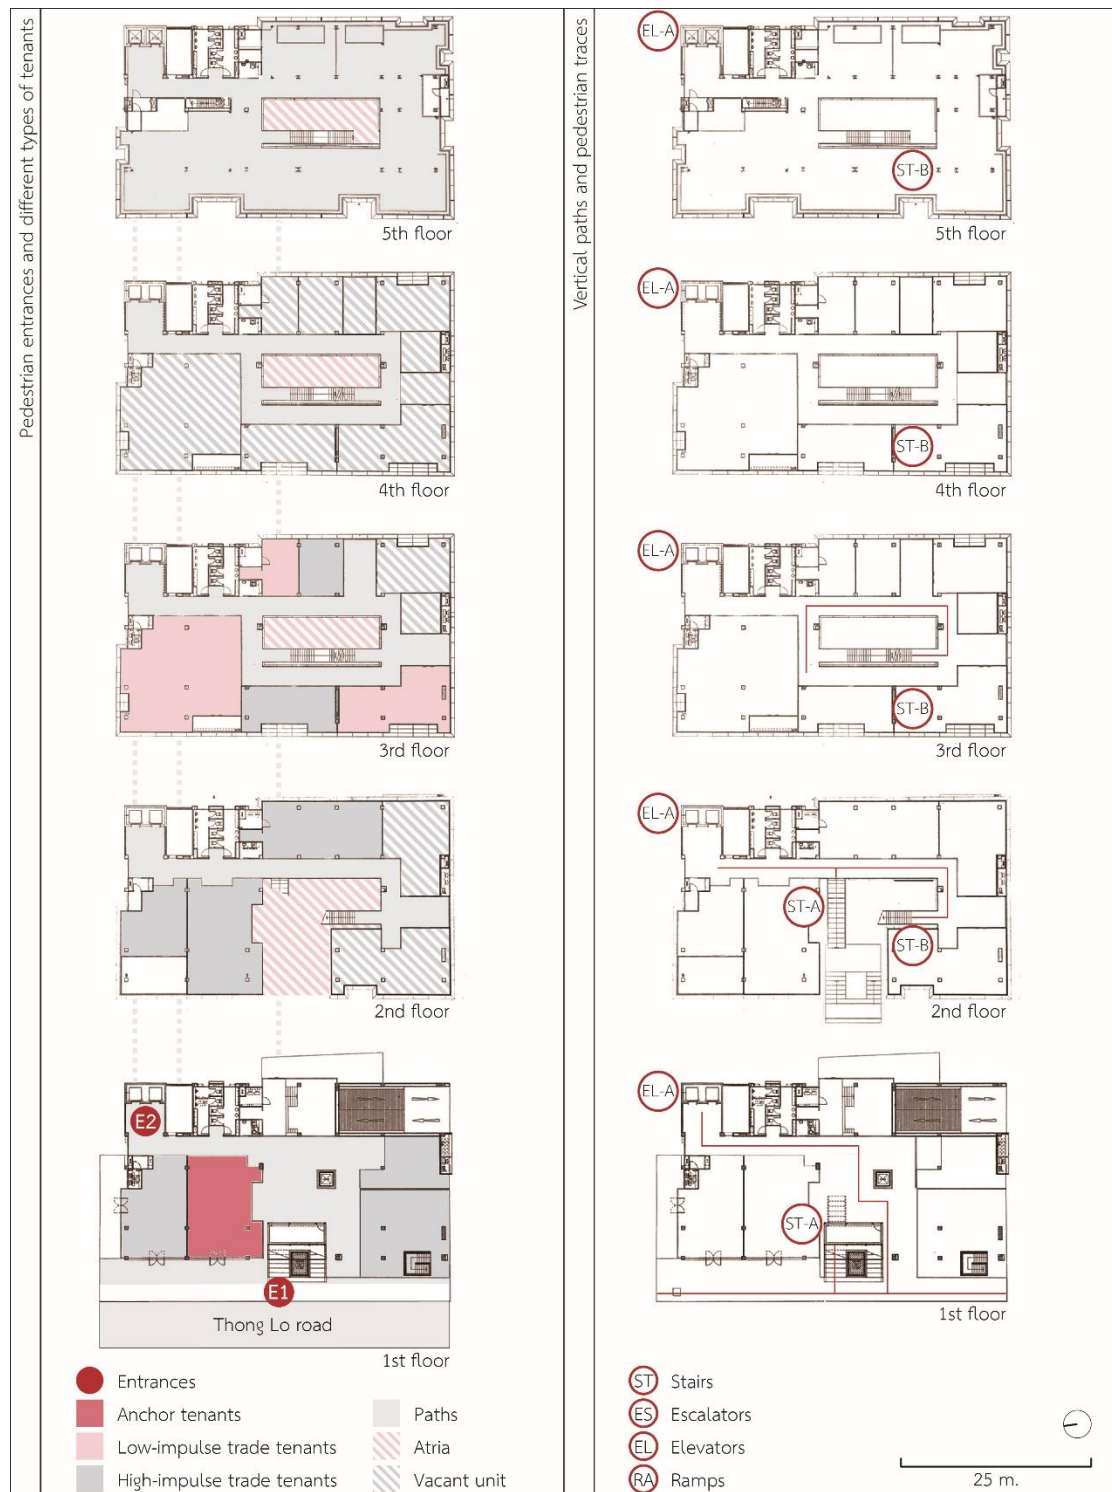 Pedestrian entrances and different types of tenants
5th floor
4th floor
3rd floor
2nd floor
E2
E1
Thong Lo road
1st floor
Entrances
Anchor tenants
Low-impulse trade tenants
High-impulse trade tenants
Paths
Atria
Vacant unit
Vertical paths and pedestrian traces
EL-A
ST-B
5th floor
EL-A
ST-B
4th floor
EL-A
ST-B
3rd floor
EL-A
ST-A
ST-B
2nd floor
EL-A
ST-A
1st floor
ST Stairs
ES Escalators
EL Elevators
RA Ramps
25 m.